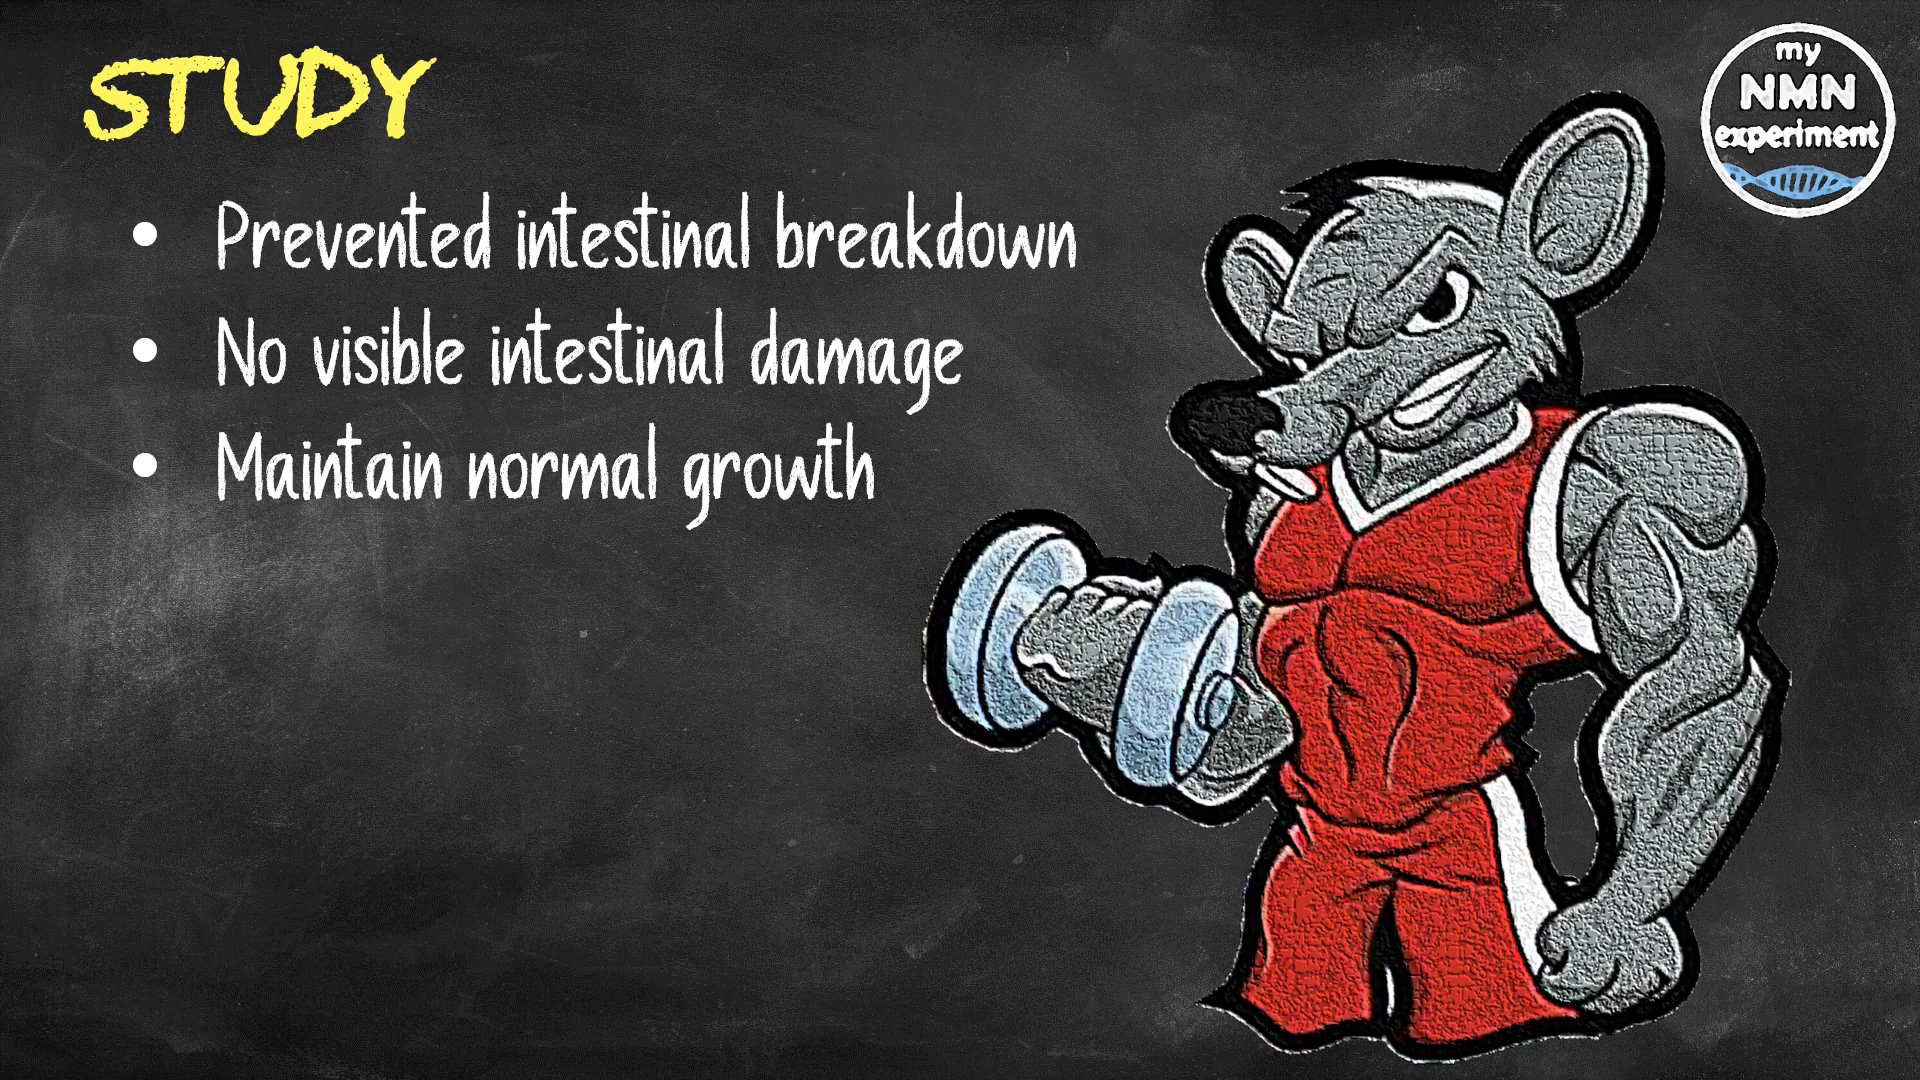 STUDY
my
NMN
experiment
• Prevented intestinal breakdown
• No visible intestinal damage
• Maintain normal growth